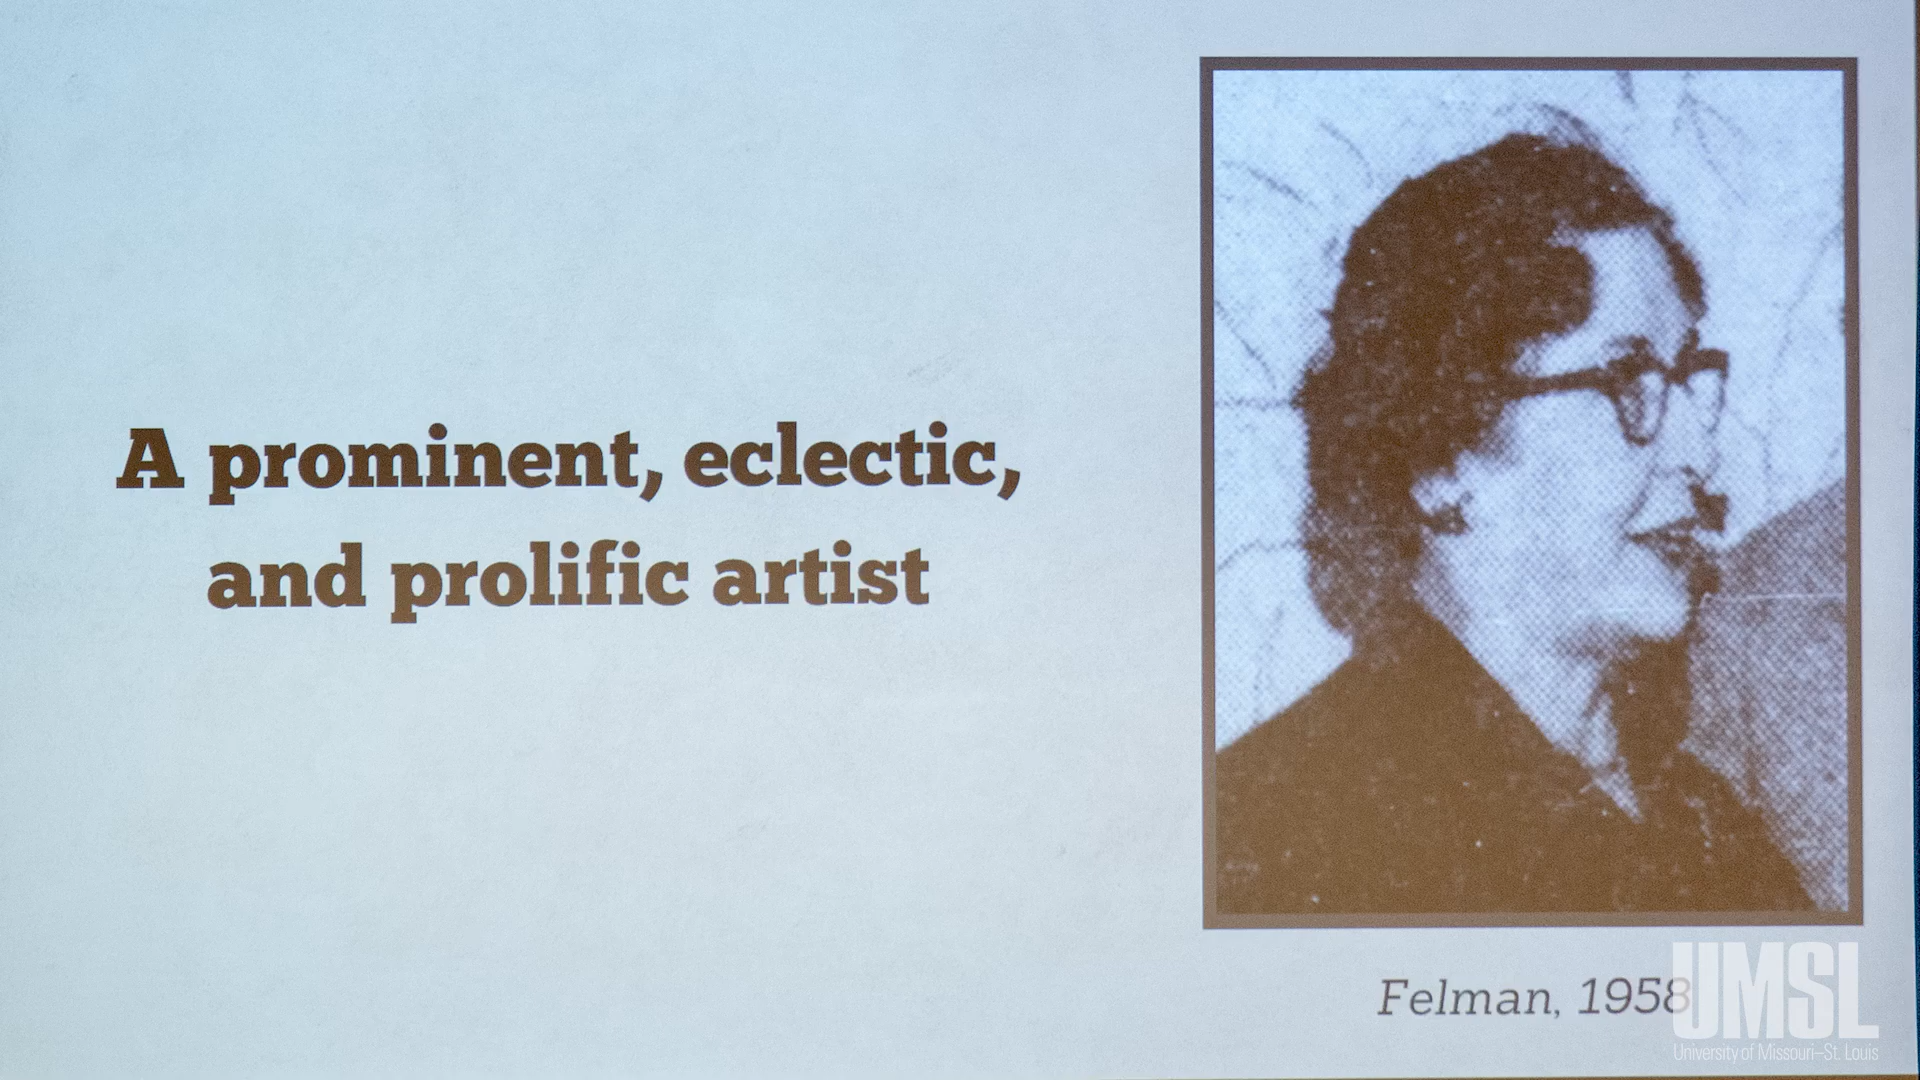 A prominent, eclectic,
and prolific artist
Felman, 1958
UMSL
University of Missouri–St. Louis